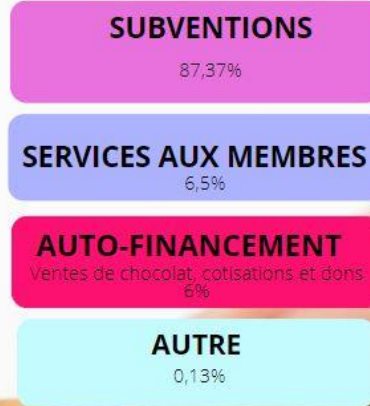 SUBVENTIONS
87,37%
SERVICES AUX MEMBRES
6,5%
AUTO-FINANCEMENT
Ventes de chocolat, cotisations et dons
6%
AUTRE
0,13%